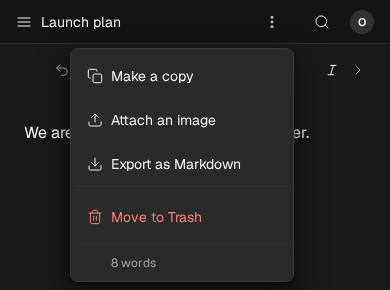 Launch plan
O
I
Make a copy
Attach an image
We are er.
Export as Markdown
Move to Trash
8 words